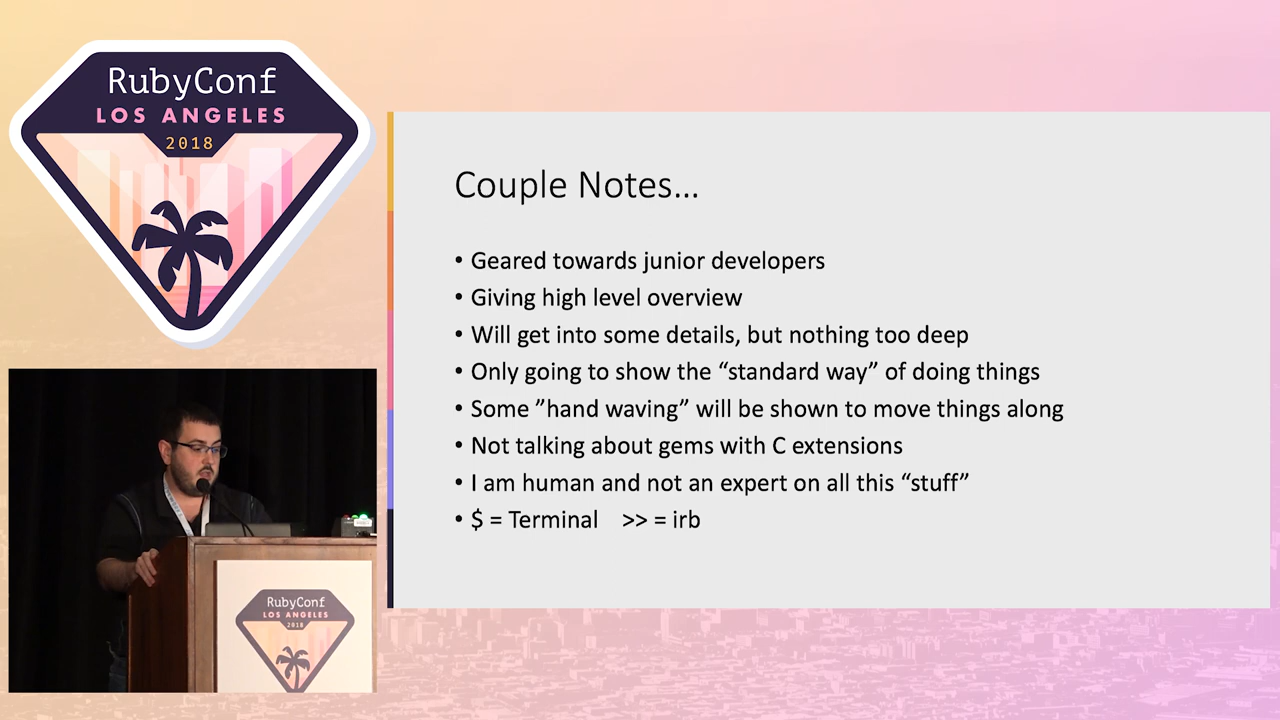 RubyConf
LOS ANGELES
2018
Couple Notes...
• Geared towards junior developers
• Giving high level overview
• Will get into some details, but nothing too deep
• Only going to show the “standard way” of doing things
• Some ”hand waving” will be shown to move things along
• Not talking about gems with C extensions
• I am human and not an expert on all this “stuff”
• $ = Terminal >> = irb
RubyConf
LOS ANGELES
2018